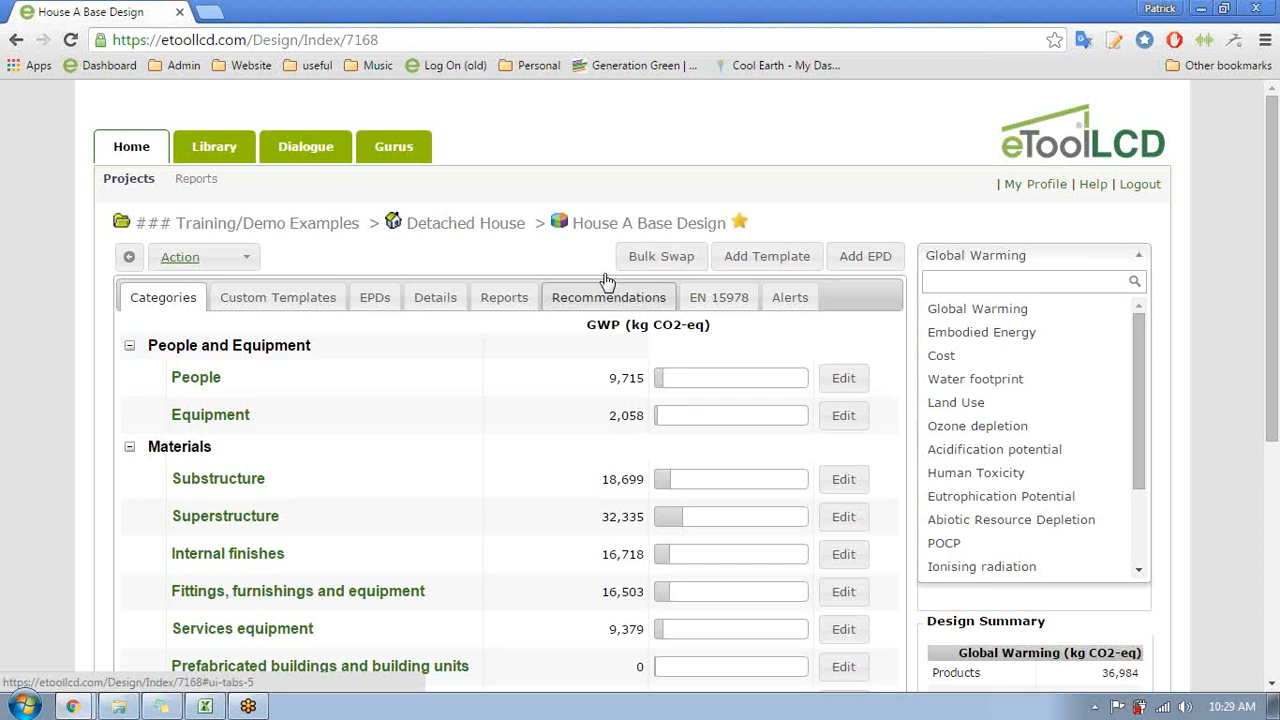 House A Base Design
Patrick
https://etoollcd.com/Design/Index/7168
Apps Dashboard Admin Website useful Music Log On (old) Personal Generation Green | ... Cool Earth - My Das... Other bookmarks
Home Library Dialogue Gurus
eToolLCD
Projects Reports
| My Profile | Help | Logout
### Training/Demo Examples > Detached House > House A Base Design
Action Bulk Swap Add Template Add EPD
Global Warming
Categories Custom Templates EPDs Details Reports Recommendations EN 15978 Alerts
GWP (kg CO2-eq)
People and Equipment
People 9,715 Edit
Equipment 2,058 Edit
Materials
Substructure 18,699 Edit
Superstructure 32,335 Edit
Internal finishes 16,718 Edit
Fittings, furnishings and equipment 16,503 Edit
Services equipment 9,379 Edit
Prefabricated buildings and building units 0 Edit
Global Warming
Embodied Energy
Cost
Water footprint
Land Use
Ozone depletion
Acidification potential
Human Toxicity
Eutrophication Potential
Abiotic Resource Depletion
POCP
Ionising radiation
Design Summary
Global Warming (kg CO2-eq)
Products 36,984
https://etoollcd.com/Design/Index/7168#ui-tabs-5
10:29 AM